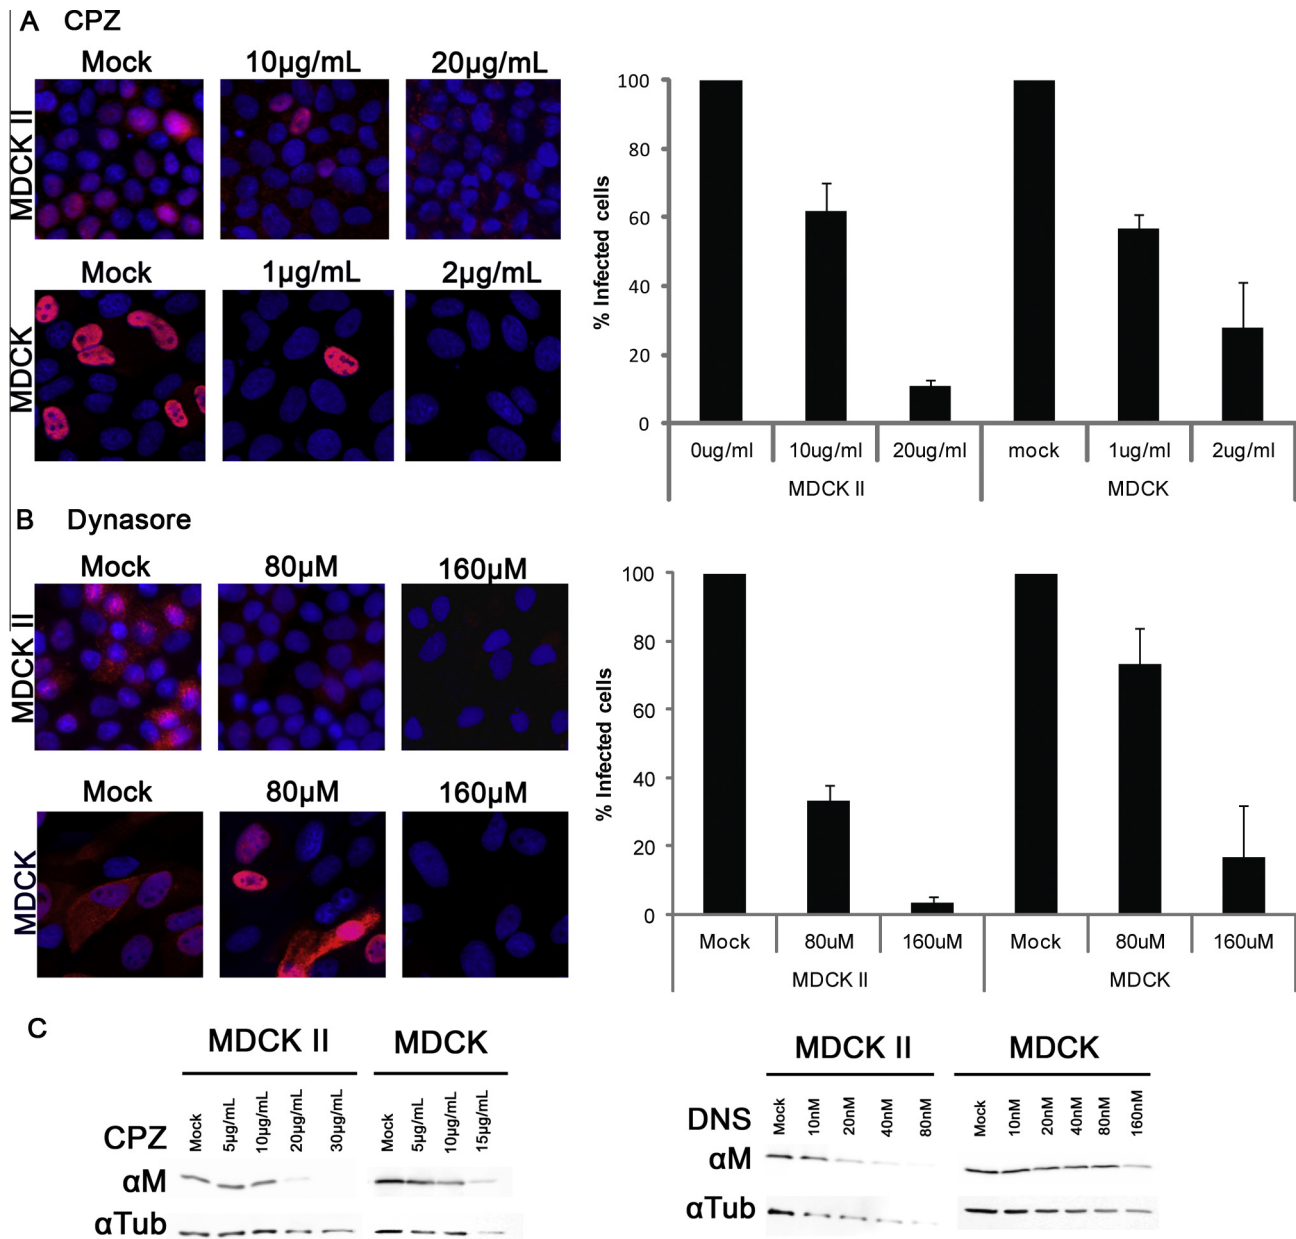 A CPZ
Mock 10µg/mL 20µg/mL
MDCK II
Mock 1µg/mL 2µg/mL
MDCK
% Infected cells
100
80
60
40
20
0
0ug/ml 10ug/ml 20ug/ml mock 1ug/ml 2ug/ml
MDCK II MDCK
B Dynasore
Mock 80µM 160µM
MDCK II
Mock 80µM 160µM
MDCK
% Infected cells
100
80
60
40
20
0
Mock 80uM 160uM Mock 80uM 160uM
MDCK II MDCK
C
MDCK II MDCK
CPZ Mock 5µg/mL 10µg/mL 20µg/mL 30µg/mL Mock 5µg/mL 10µg/mL 15µg/mL
αM
αTub
MDCK II MDCK
DNS Mock 10nM 20nM 40nM 80nM Mock 10nM 20nM 40nM 80nM 160nM
αM
αTub